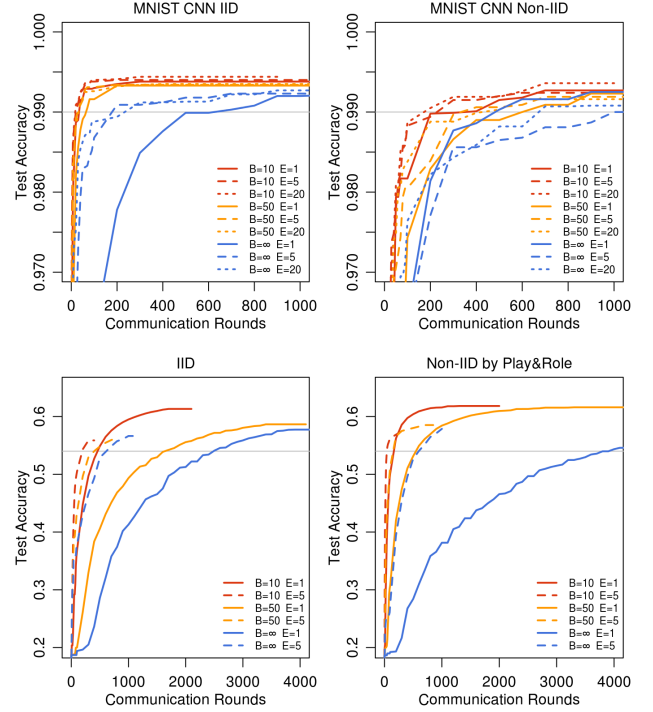 MNIST CNN IID
1.000
0.990
0.980
0.970
Test Accuracy
B=10 E=1
B=10 E=5
B=10 E=20
B=50 E=1
B=50 E=5
B=50 E=20
B=∞ E=1
B=∞ E=5
B=∞ E=20
0 200 400 600 800 1000
Communication Rounds
MNIST CNN Non-IID
1.000
0.990
0.980
0.970
Test Accuracy
B=10 E=1
B=10 E=5
B=10 E=20
B=50 E=1
B=50 E=5
B=50 E=20
B=∞ E=1
B=∞ E=5
B=∞ E=20
0 200 400 600 800 1000
Communication Rounds
IID
0.6
0.5
0.4
0.3
0.2
Test Accuracy
B=10 E=1
B=10 E=5
B=50 E=1
B=50 E=5
B=∞ E=1
B=∞ E=5
0 1000 2000 3000 4000
Communication Rounds
Non-IID by Play&Role
0.6
0.5
0.4
0.3
0.2
Test Accuracy
B=10 E=1
B=10 E=5
B=50 E=1
B=50 E=5
B=∞ E=1
B=∞ E=5
0 1000 2000 3000 4000
Communication Rounds